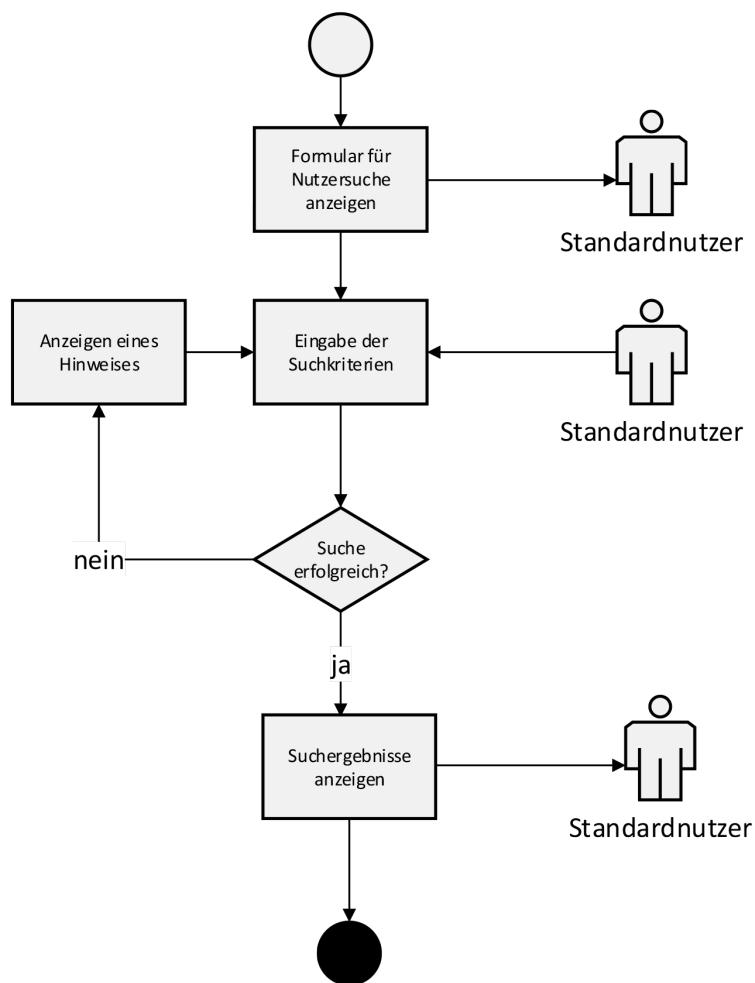 Formular für
Nutzersuche
anzeigen
Standardnutzer
Anzeigen eines
Hinweises
Eingabe der
Suchkriterien
Standardnutzer
Suche
erfolgreich?
nein
ja
Suchergebnisse
anzeigen
Standardnutzer